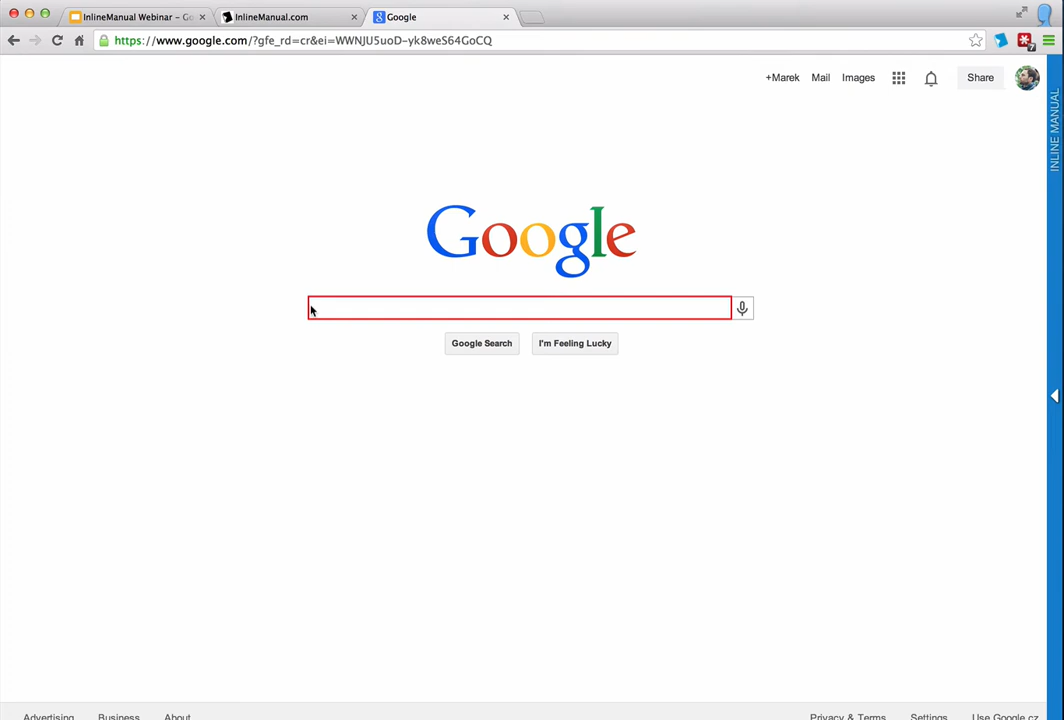 InlineManual Webinar – Go
InlineManual.com
Google
https://www.google.com/?gfe_rd=cr&ei=WWNJU5uoD-yk8weS64GoCQ
7
+Marek Mail Images Share
INLINE MANUAL
Google
Google Search I'm Feeling Lucky
Advertising Business About Privacy & Terms Settings Use Google.cz